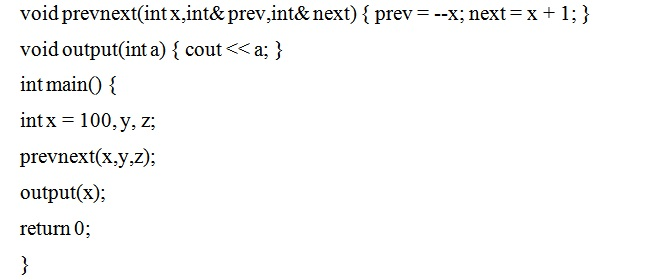 void prevnext(int x,int& prev,int& next) { prev = --x; next = x + 1; }
void output(int a) { cout << a; }
int main() {
int x = 100, y, z;
prevnext(x,y,z);
output(x);
return 0;
}